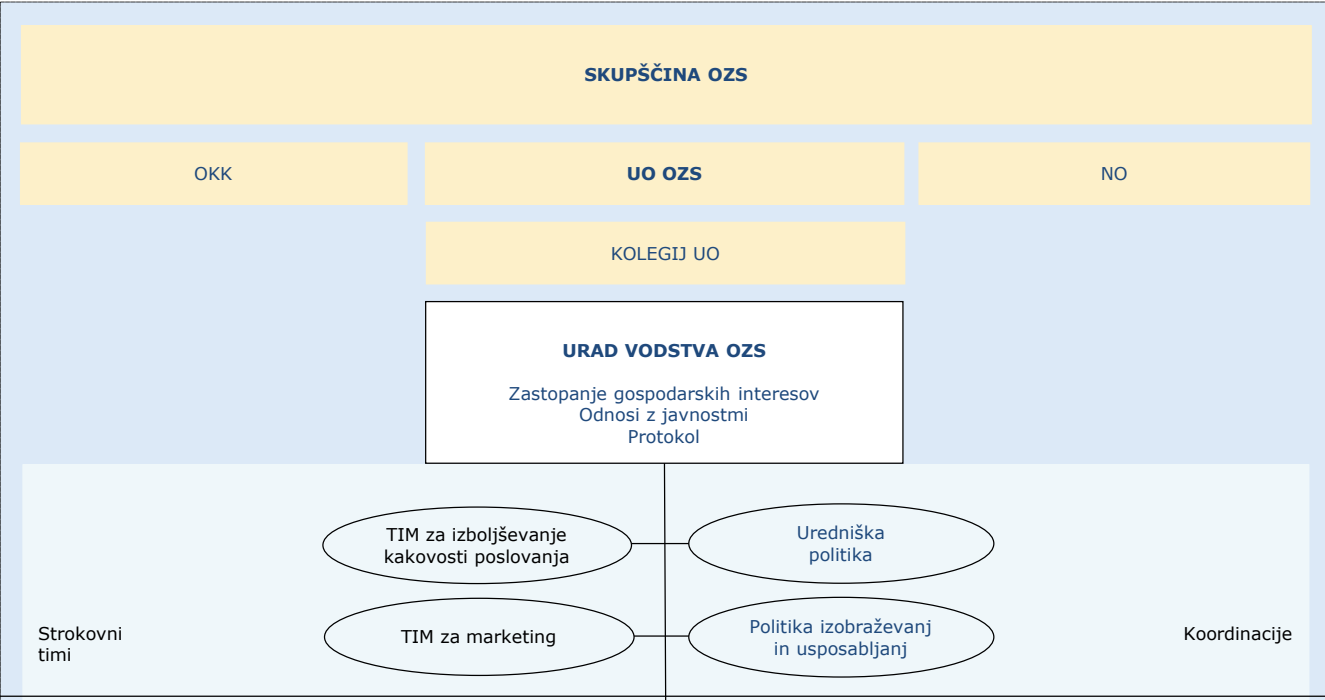 SKUPŠČINA OZS
OKK
UO OZS
NO
KOLEGIJ UO
URAD VODSTVA OZS
Zastopanje gospodarskih interesov
Odnosi z javnostmi
Protokol
TIM za izboljševanje
kakovosti poslovanja
Uredniška
politika
Strokovni
timi
TIM za marketing
Politika izobraževanj
in usposabljanj
Koordinacije